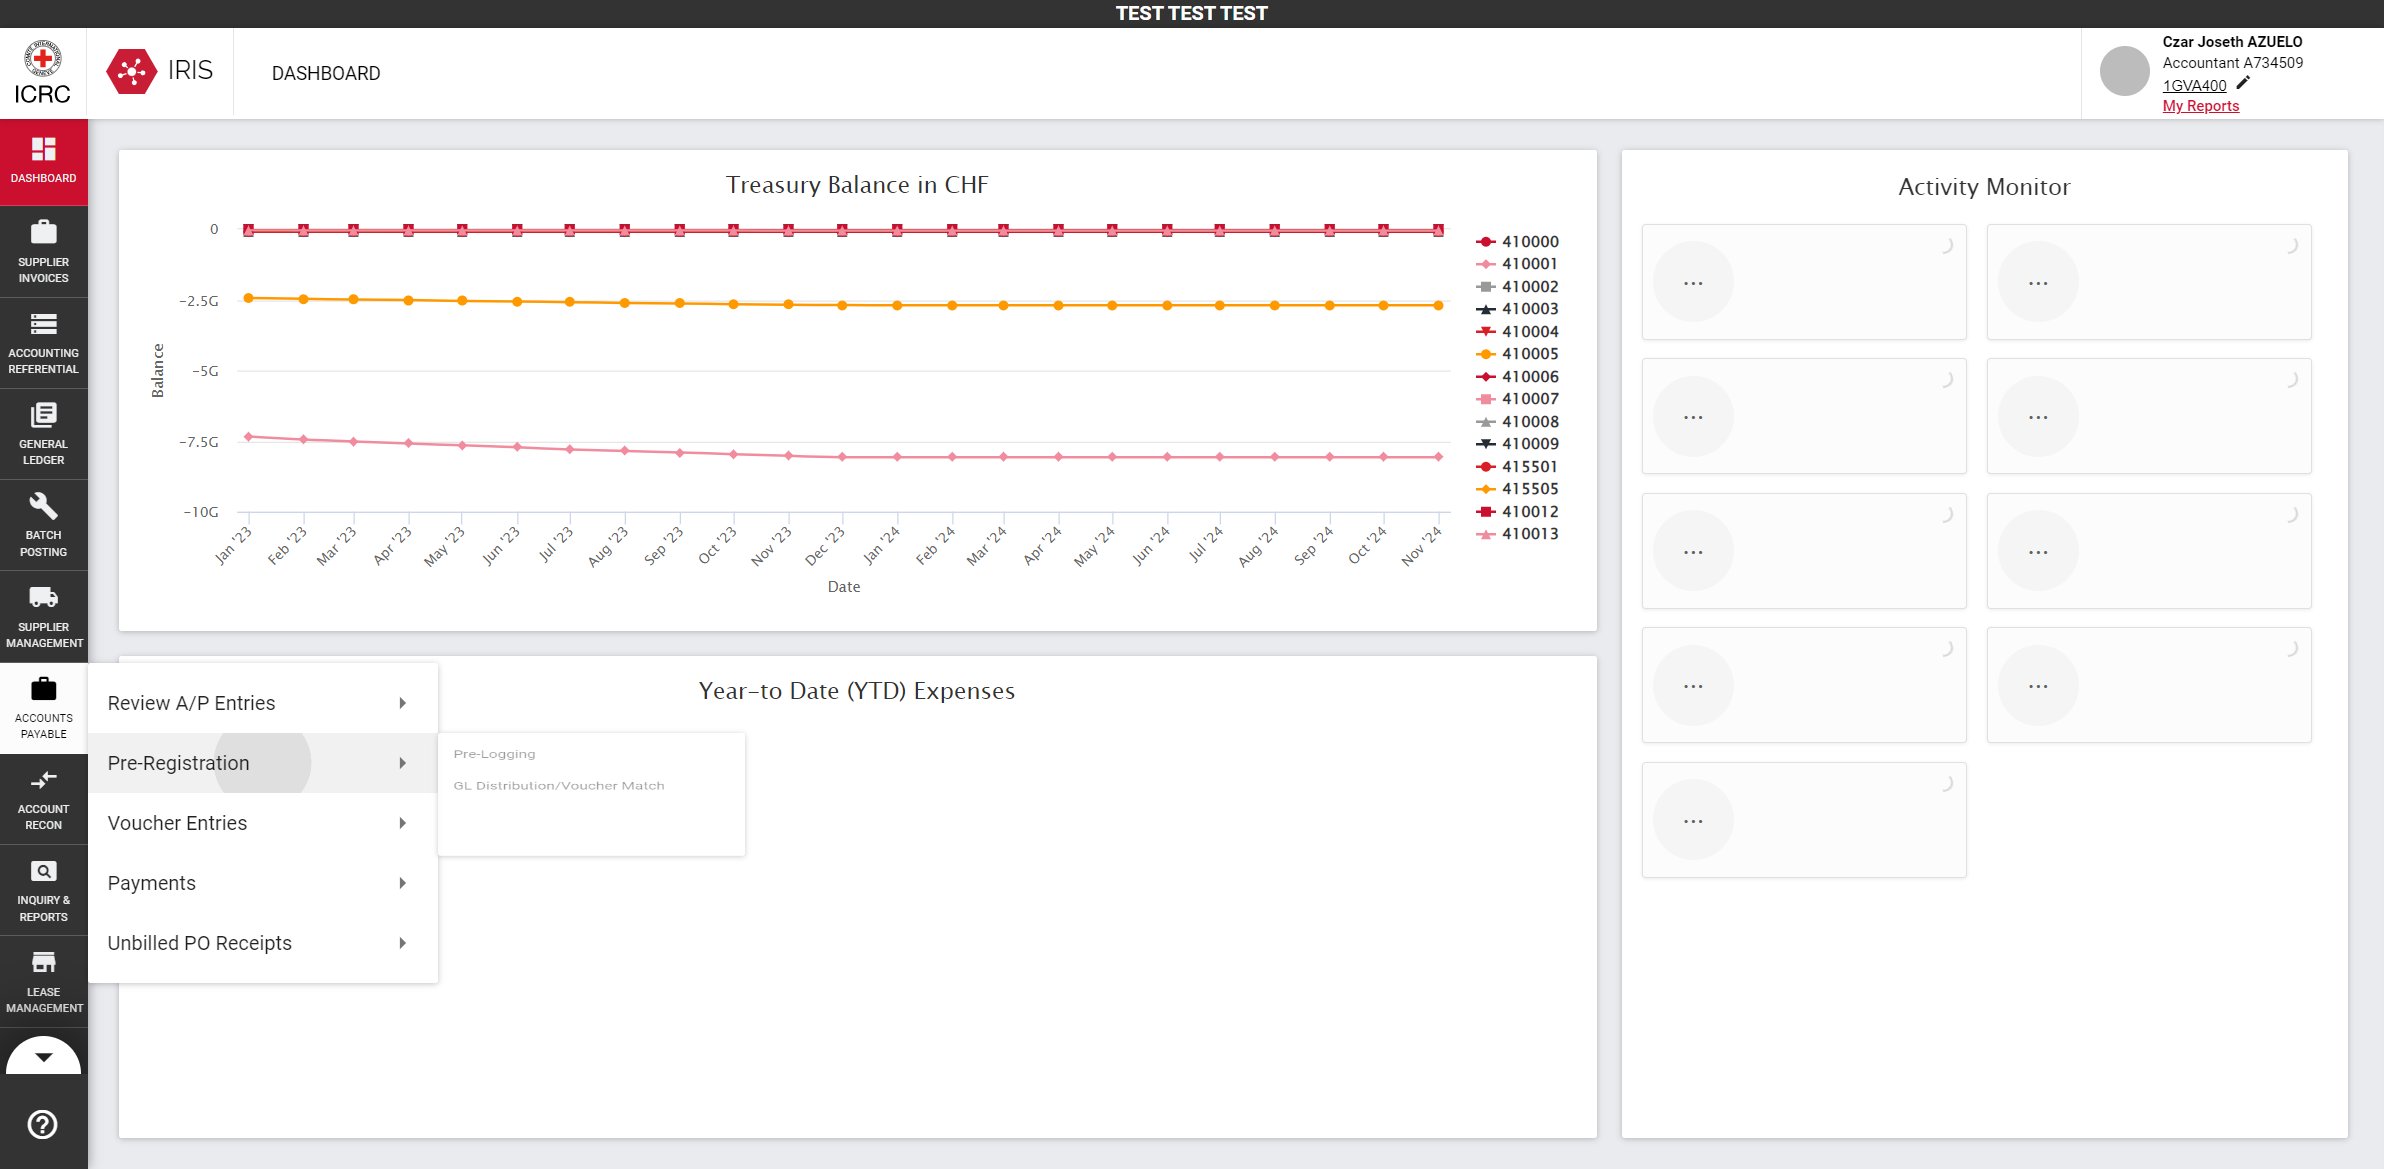 TEST TEST TEST
ICRC
IRIS
DASHBOARD
Czar Joseth AZUELO
Accountant A734509
1GVA400
My Reports
DASHBOARD
SUPPLIER
INVOICES
ACCOUNTING
REFERENTIAL
GENERAL
LEDGER
BATCH
POSTING
SUPPLIER
MANAGEMENT
ACCOUNTS
PAYABLE
ACCOUNT
RECON
INQUIRY &
REPORTS
LEASE
MANAGEMENT
Treasury Balance in CHF
Balance
0
-2.5G
-5G
-7.5G
-10G
Jan '23
Feb '23
Mar '23
Apr '23
May '23
Jun '23
Jul '23
Aug '23
Sep '23
Oct '23
Nov '23
Dec '23
Jan '24
Feb '24
Mar '24
Apr '24
May '24
Jun '24
Jul '24
Aug '24
Sep '24
Oct '24
Nov '24
Date
410000
410001
410002
410003
410004
410005
410006
410007
410008
410009
415501
415505
410012
410013
Activity Monitor
...
...
...
...
...
...
...
...
...
Year-to Date (YTD) Expenses
Review A/P Entries
Pre-Registration
Voucher Entries
Payments
Unbilled PO Receipts
Pre-Logging
GL Distribution/Voucher Match